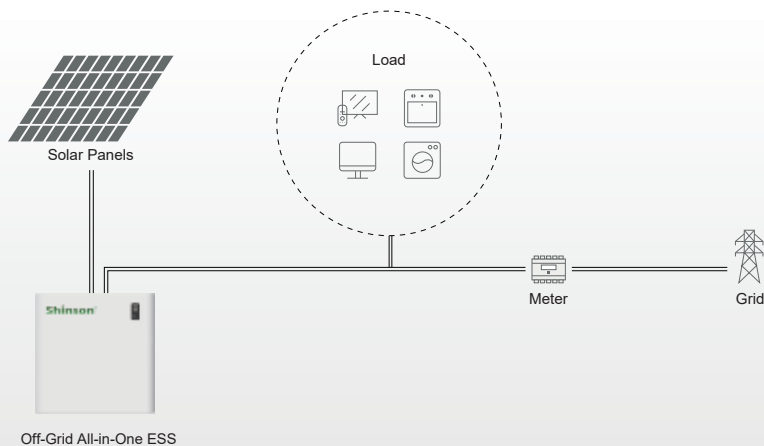 Load
Solar Panels
Shinson
Meter
Grid
Off-Grid All-in-One ESS